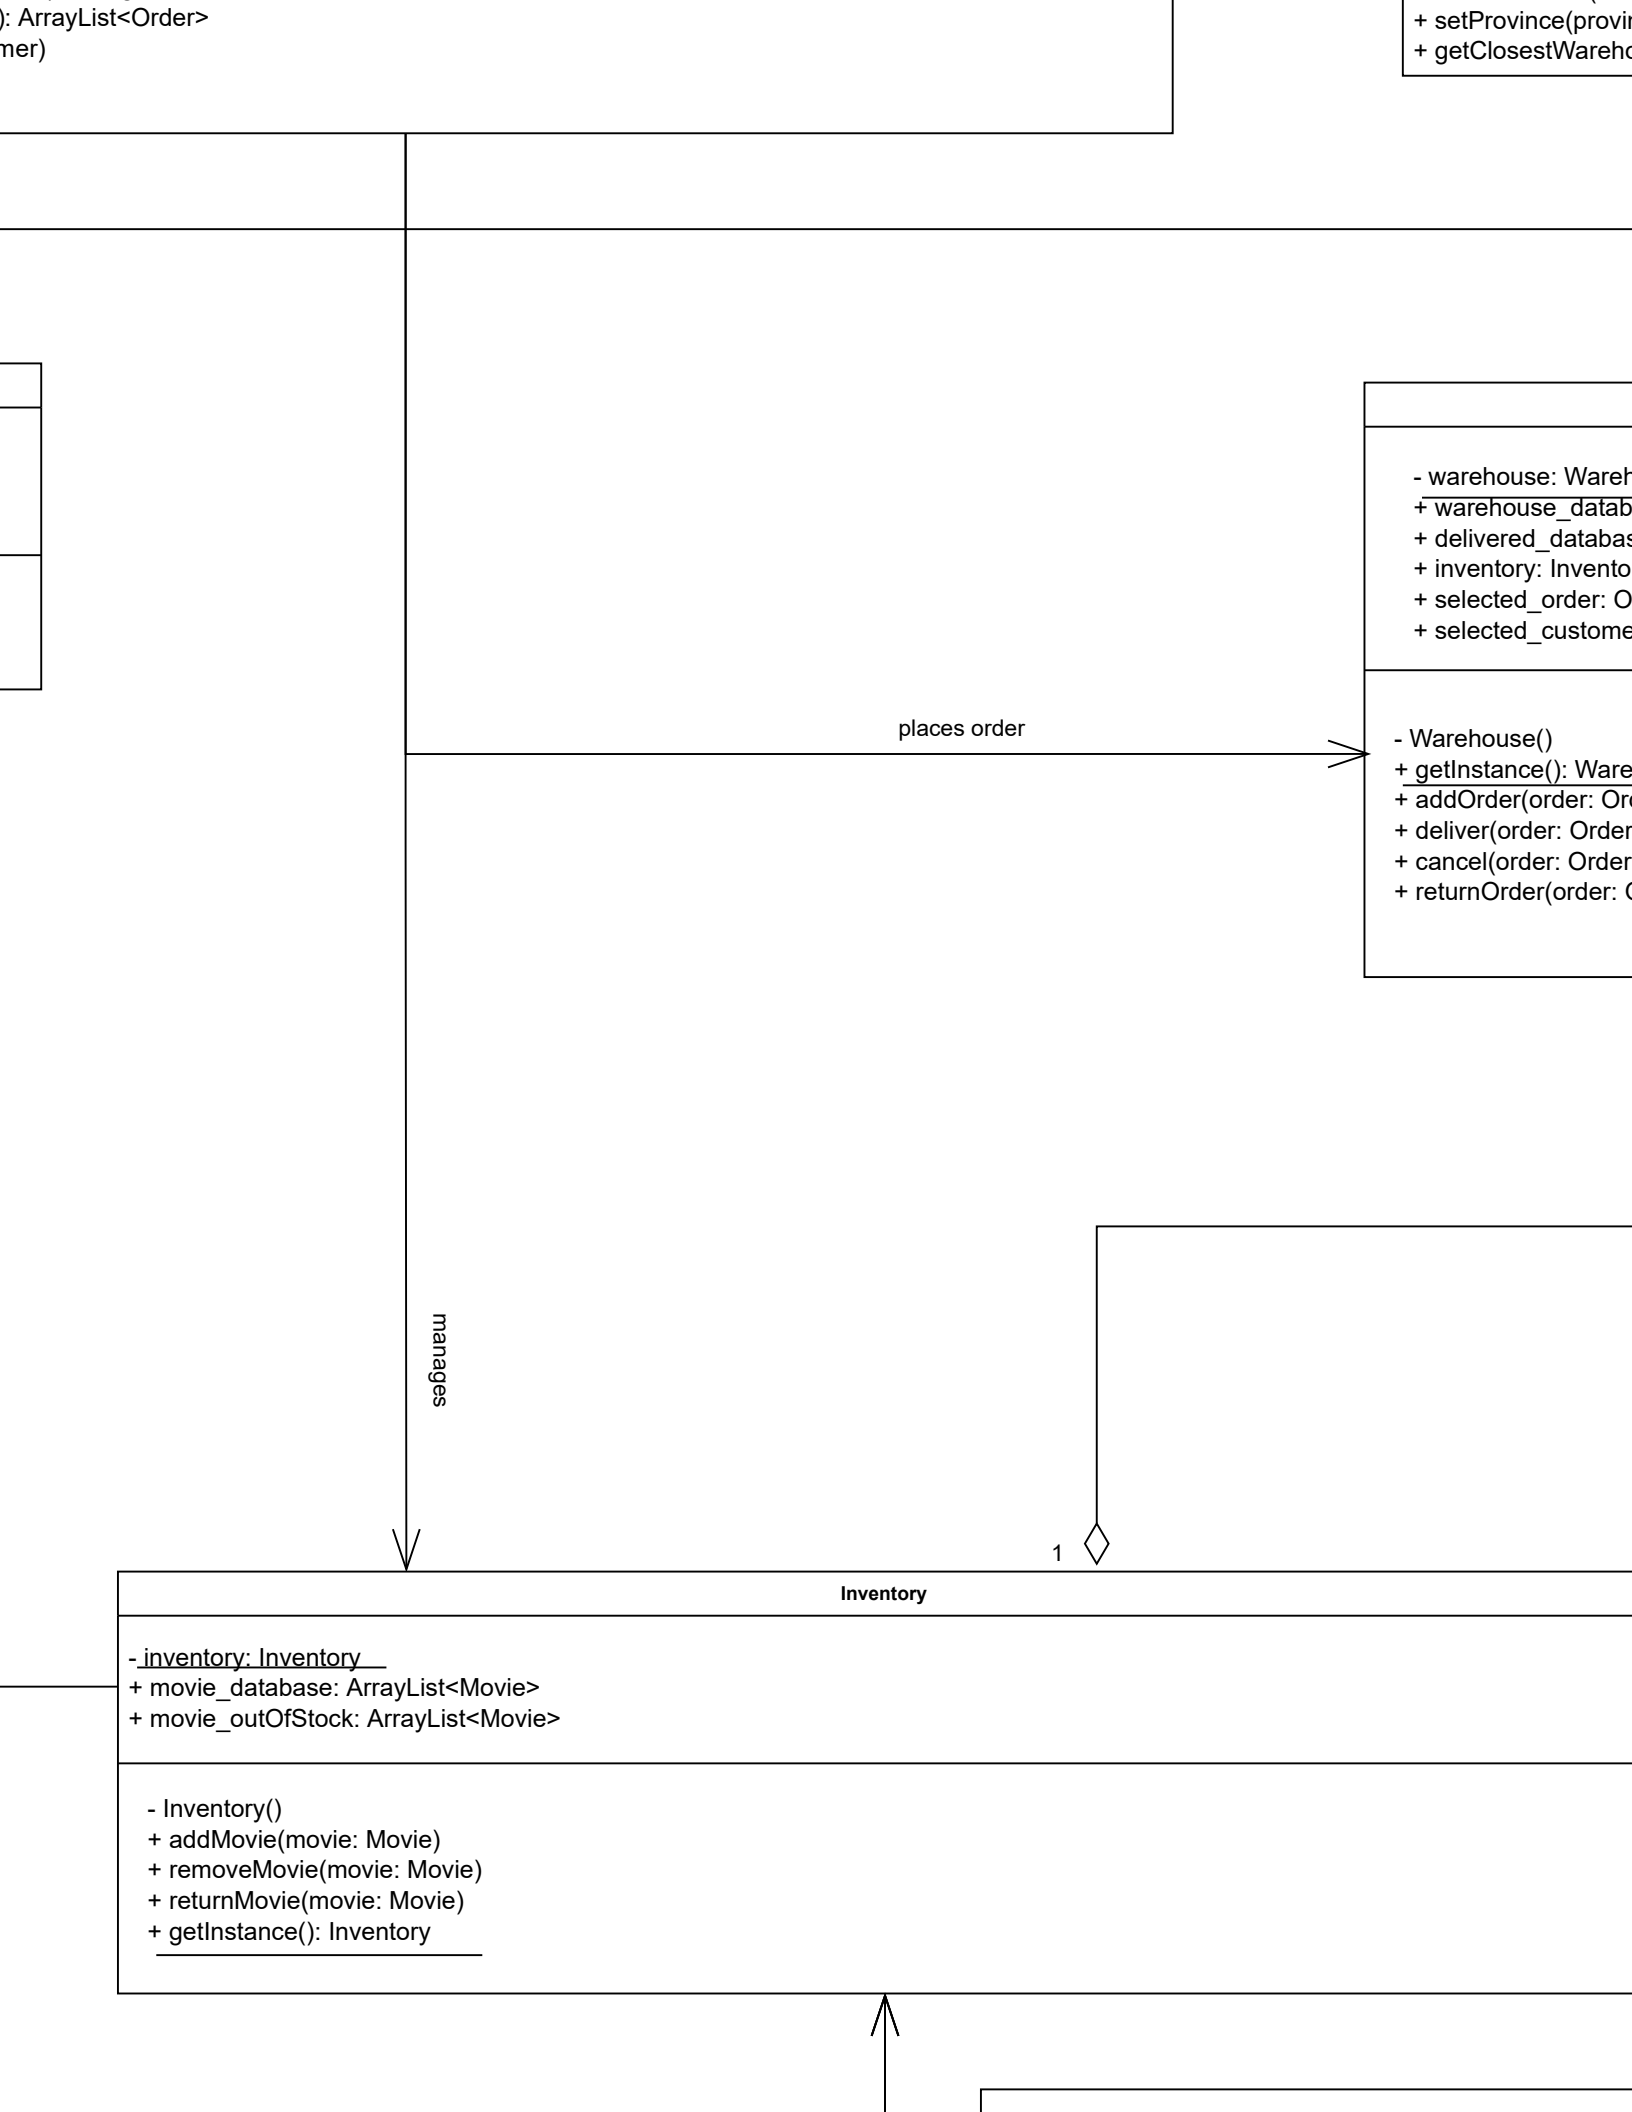 ): ArrayList<Order>
mer)
+ setProvince(provin
+ getClosestWareho
- warehouse: Wareh
+ warehouse_datab
+ delivered_databas
+ inventory: Invento
+ selected_order: O
+ selected_custome
places order
- Warehouse()
+ getInstance(): Ware
+ addOrder(order: Ord
+ deliver(order: Order
+ cancel(order: Order
+ returnOrder(order: O
manages
1
Inventory
- inventory: Inventory
+ movie_database: ArrayList<Movie>
+ movie_outOfStock: ArrayList<Movie>
- Inventory()
+ addMovie(movie: Movie)
+ removeMovie(movie: Movie)
+ returnMovie(movie: Movie)
+ getInstance(): Inventory